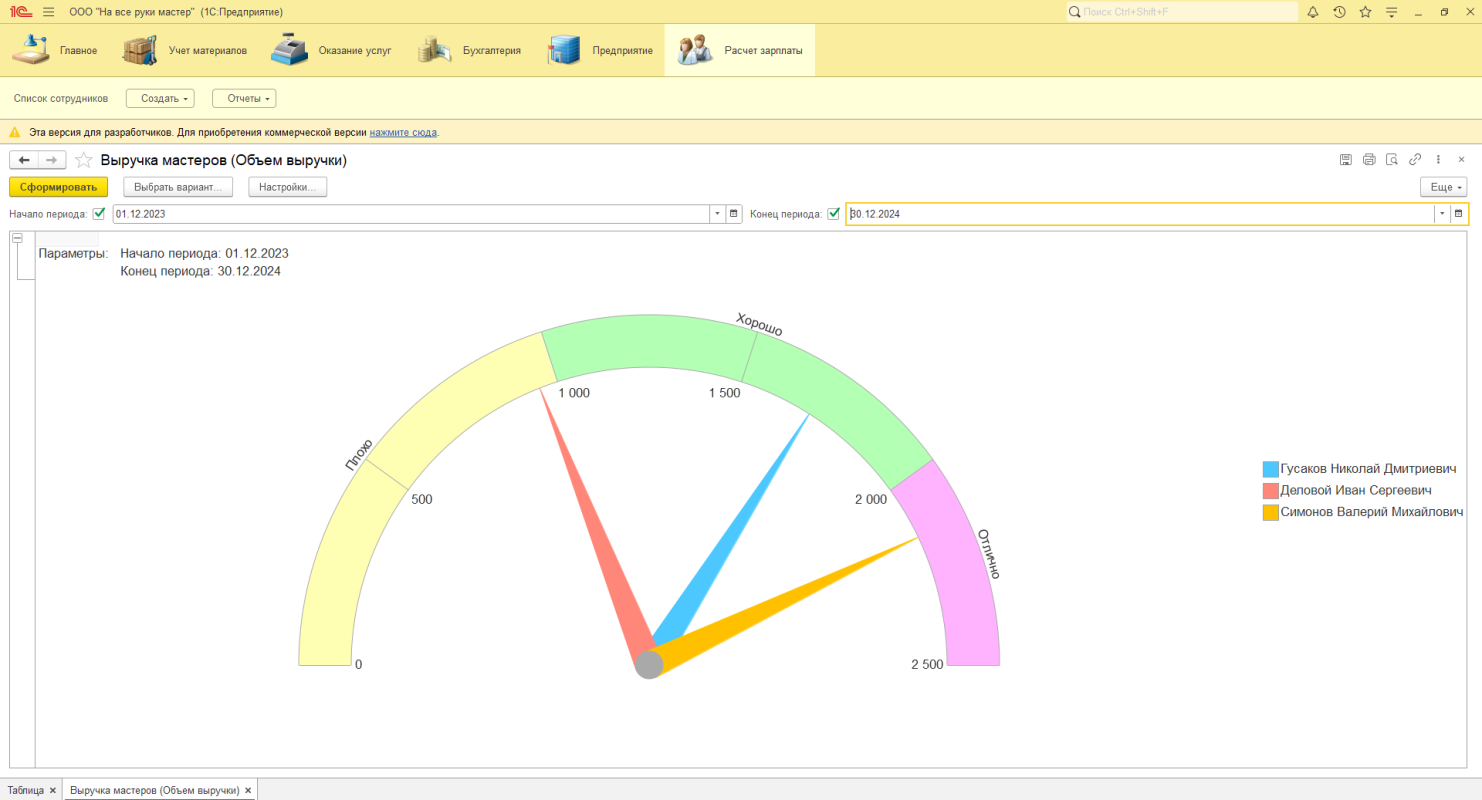 ООО "На все руки мастер" (1С:Предприятие)
Поиск Ctrl+Shift+F
Главное
Учет материалов
Оказание услуг
Бухгалтерия
Предприятие
Расчет зарплаты
Список сотрудников
Создать
Отчеты
Эта версия для разработчиков. Для приобретения коммерческой версии нажмите сюда.
Выручка мастеров (Объем выручки)
Сформировать
Выбрать вариант...
Настройки...
Еще
Начало периода: 01.12.2023
Конец периода: 30.12.2024
Параметры: Начало периода: 01.12.2023
Конец периода: 30.12.2024
Хорошо
1 000
1 500
Плохо
500
2 000
Отлично
0
2 500
Гусаков Николай Дмитриевич
Деловой Иван Сергеевич
Симонов Валерий Михайлович
Таблица
Выручка мастеров (Объем выручки)